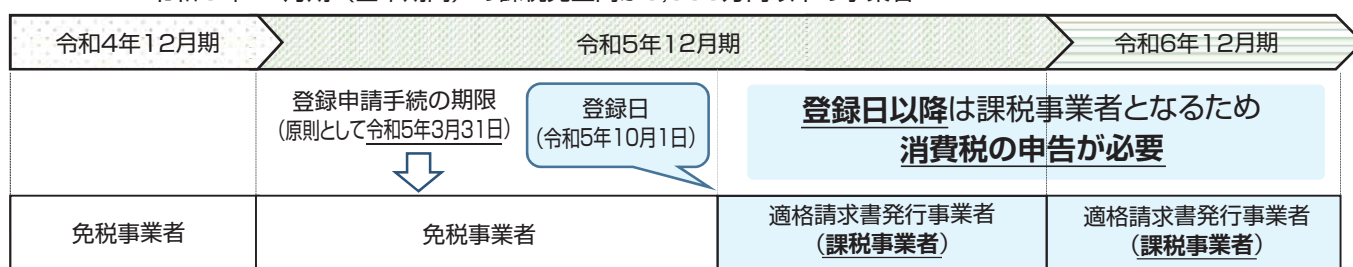 令和4年12月期
令和5年12月期
令和6年12月期
登録申請手続の期限
(原則として令和5年3月31日)
登録日
(令和5年10月1日)
登録日以降は課税事業者となるため
消費税の申告が必要
免税事業者
免税事業者
適格請求書発行事業者
(課税事業者)
適格請求書発行事業者
(課税事業者)